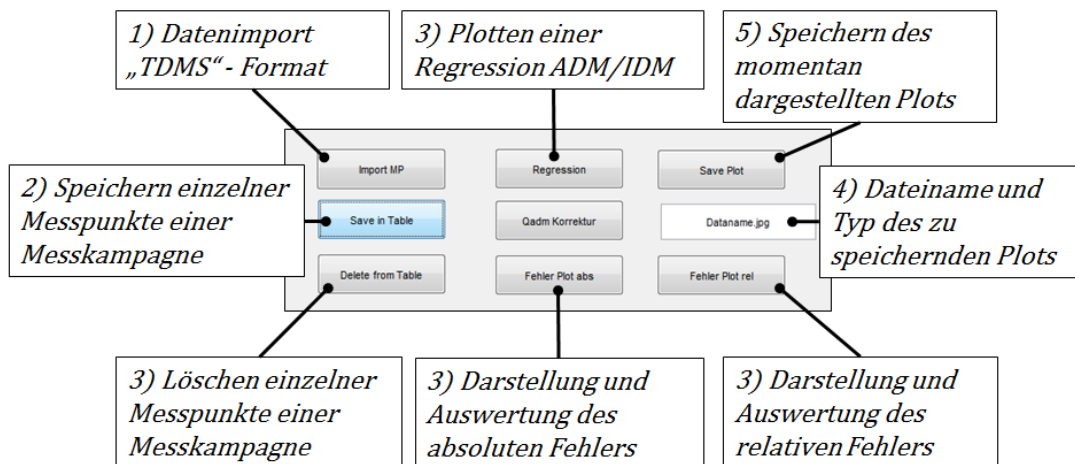 1) Datenimport
„TDMS“ - Format
3) Plotten einer
Regression ADM/IDM
5) Speichern des
momentan
dargestellten Plots
2) Speichern einzelner
Messpunkte einer
Messkampagne
Import MP
Regression
Save Plot
Save in Table
Qadm Korrektur
Dataname.jpg
Delete from Table
Fehler Plot abs
Fehler Plot rel
4) Dateiname und
Typ des zu
speichernden Plots
3) Löschen einzelner
Messpunkte einer
Messkampagne
3) Darstellung und
Auswertung des
absoluten Fehlers
3) Darstellung und
Auswertung des
relativen Fehlers